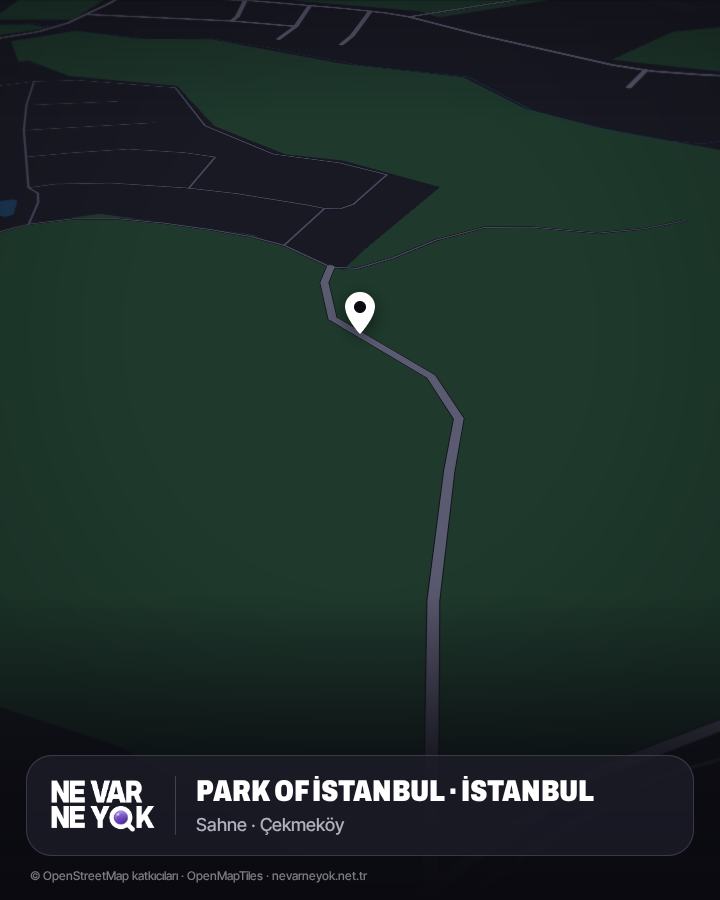 NE VAR
NE YOK
PARK OF İSTANBUL · İSTANBUL
Sahne · Çekmeköy
© OpenStreetMap katkıcıları · OpenMapTiles · nevarneyok.net.tr